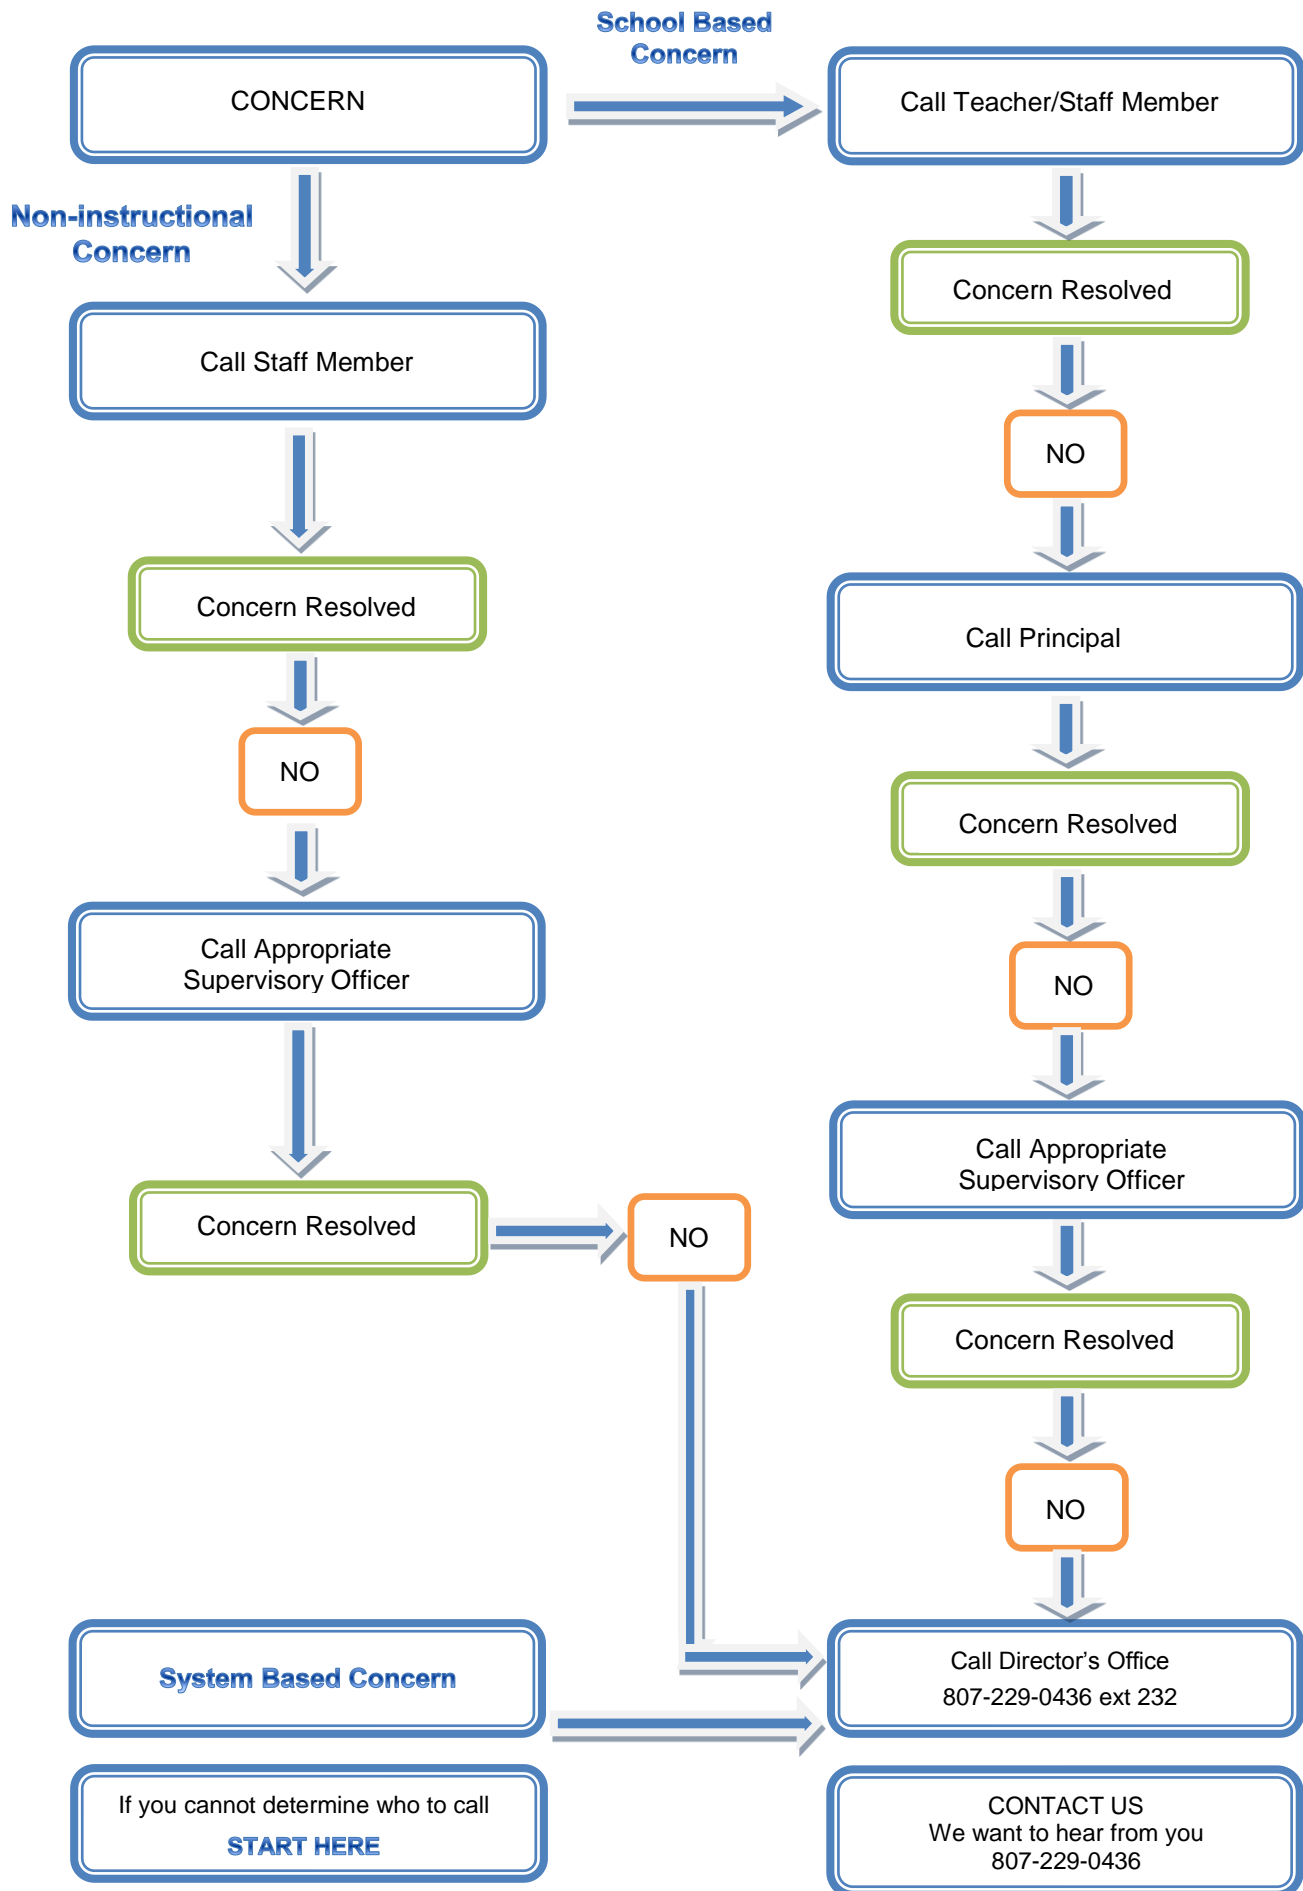 School Based
Concern
CONCERN
Call Teacher/Staff Member
Non-instructional
Concern
Concern Resolved
Call Staff Member
NO
Concern Resolved
Call Principal
NO
Concern Resolved
Call Appropriate
Supervisory Officer
NO
Call Appropriate
Supervisory Officer
Concern Resolved
NO
Concern Resolved
NO
System Based Concern
Call Director's Office
807-229-0436 ext 232
If you cannot determine who to call
START HERE
CONTACT US
We want to hear from you
807-229-0436